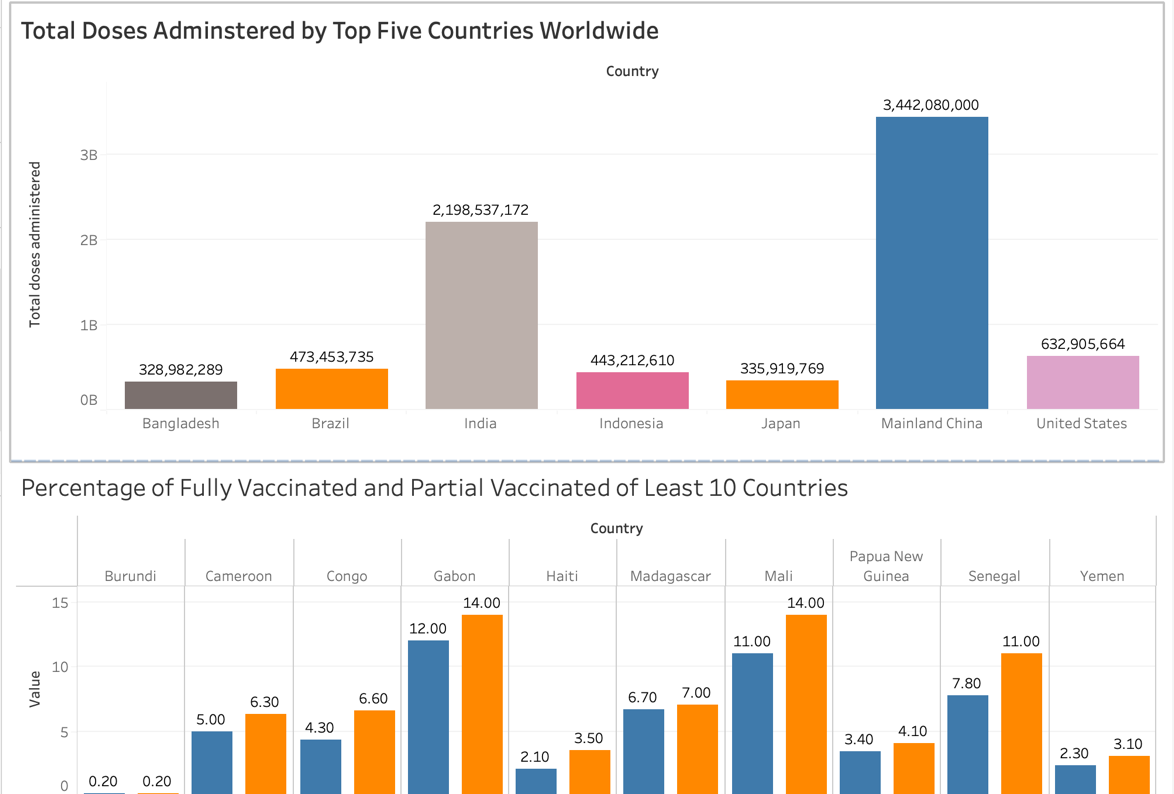 Total Doses Adminstered by Top Five Countries Worldwide
Country
Total doses administered
3B
2B
1B
0B
328,982,289
473,453,735
2,198,537,172
443,212,610
335,919,769
3,442,080,000
632,905,664
Bangladesh
Brazil
India
Indonesia
Japan
Mainland China
United States
Percentage of Fully Vaccinated and Partial Vaccinated of Least 10 Countries
Country
Burundi
Cameroon
Congo
Gabon
Haiti
Madagascar
Mali
Papua New
Guinea
Senegal
Yemen
Value
15
10
5
0
0.20 0.20
5.00 6.30
4.30 6.60
12.00 14.00
2.10 3.50
6.70 7.00
11.00 14.00
3.40 4.10
7.80 11.00
2.30 3.10